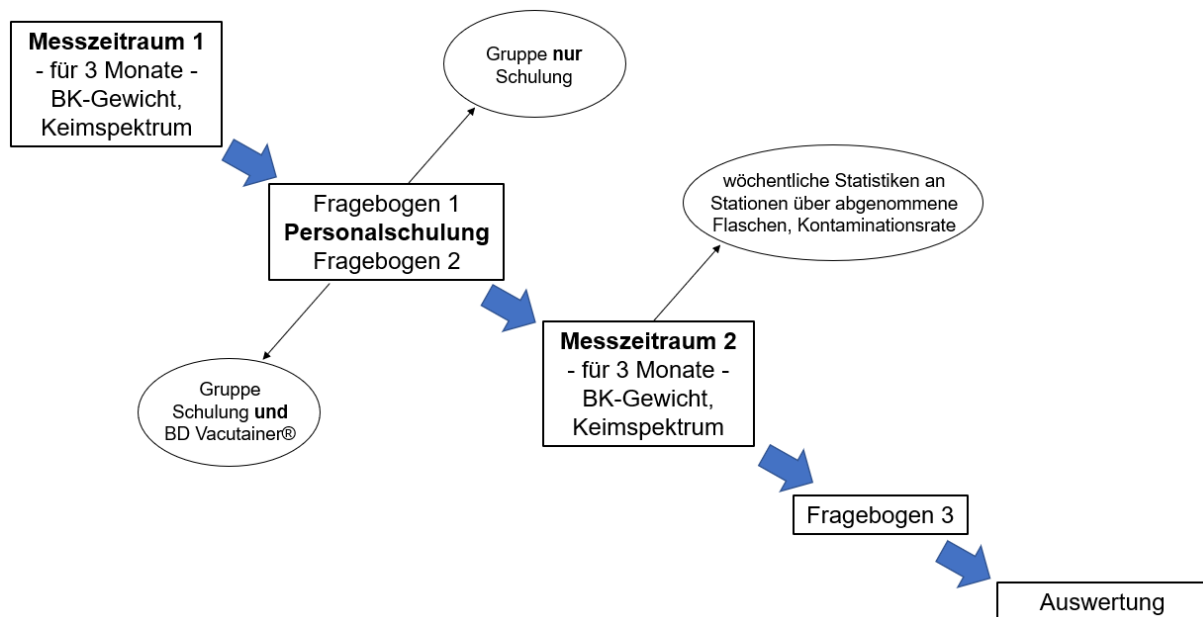 Messzeitraum 1
- für 3 Monate -
BK-Gewicht,
Keimspektrum
Gruppe nur
Schulung
Fragebogen 1
Personalschulung
Fragebogen 2
wöchentliche Statistiken an
Stationen über abgenommene
Flaschen, Kontaminationsrate
Gruppe
Schulung und
BD Vacutainer®
Messzeitraum 2
- für 3 Monate -
BK-Gewicht,
Keimspektrum
Fragebogen 3
Auswertung